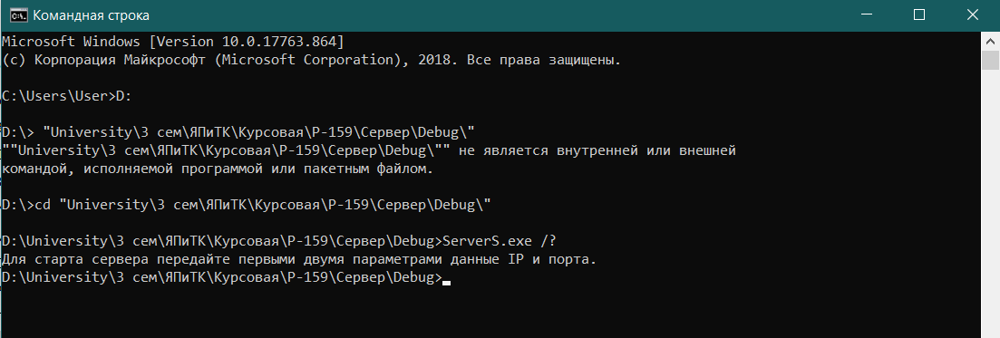 Командная строка
Microsoft Windows [Version 10.0.17763.864]
(c) Корпорация Майкрософт (Microsoft Corporation), 2018. Все права защищены.
C:\Users\User>D:
D:\> "University\3 сем\ЯПиТК\Курсовая\Р-159\Сервер\Debug\"
""University\3 сем\ЯПиТК\Курсовая\Р-159\Сервер\Debug\"" не является внутренней или внешней
командой, исполняемой программой или пакетным файлом.
D:\>cd "University\3 сем\ЯПиТК\Курсовая\Р-159\Сервер\Debug\"
D:\University\3 сем\ЯПиТК\Курсовая\Р-159\Сервер\Debug>ServerS.exe /?
Для старта сервера передайте первыми двумя параметрами данные IP и порта.
D:\University\3 сем\ЯПиТК\Курсовая\Р-159\Сервер\Debug>